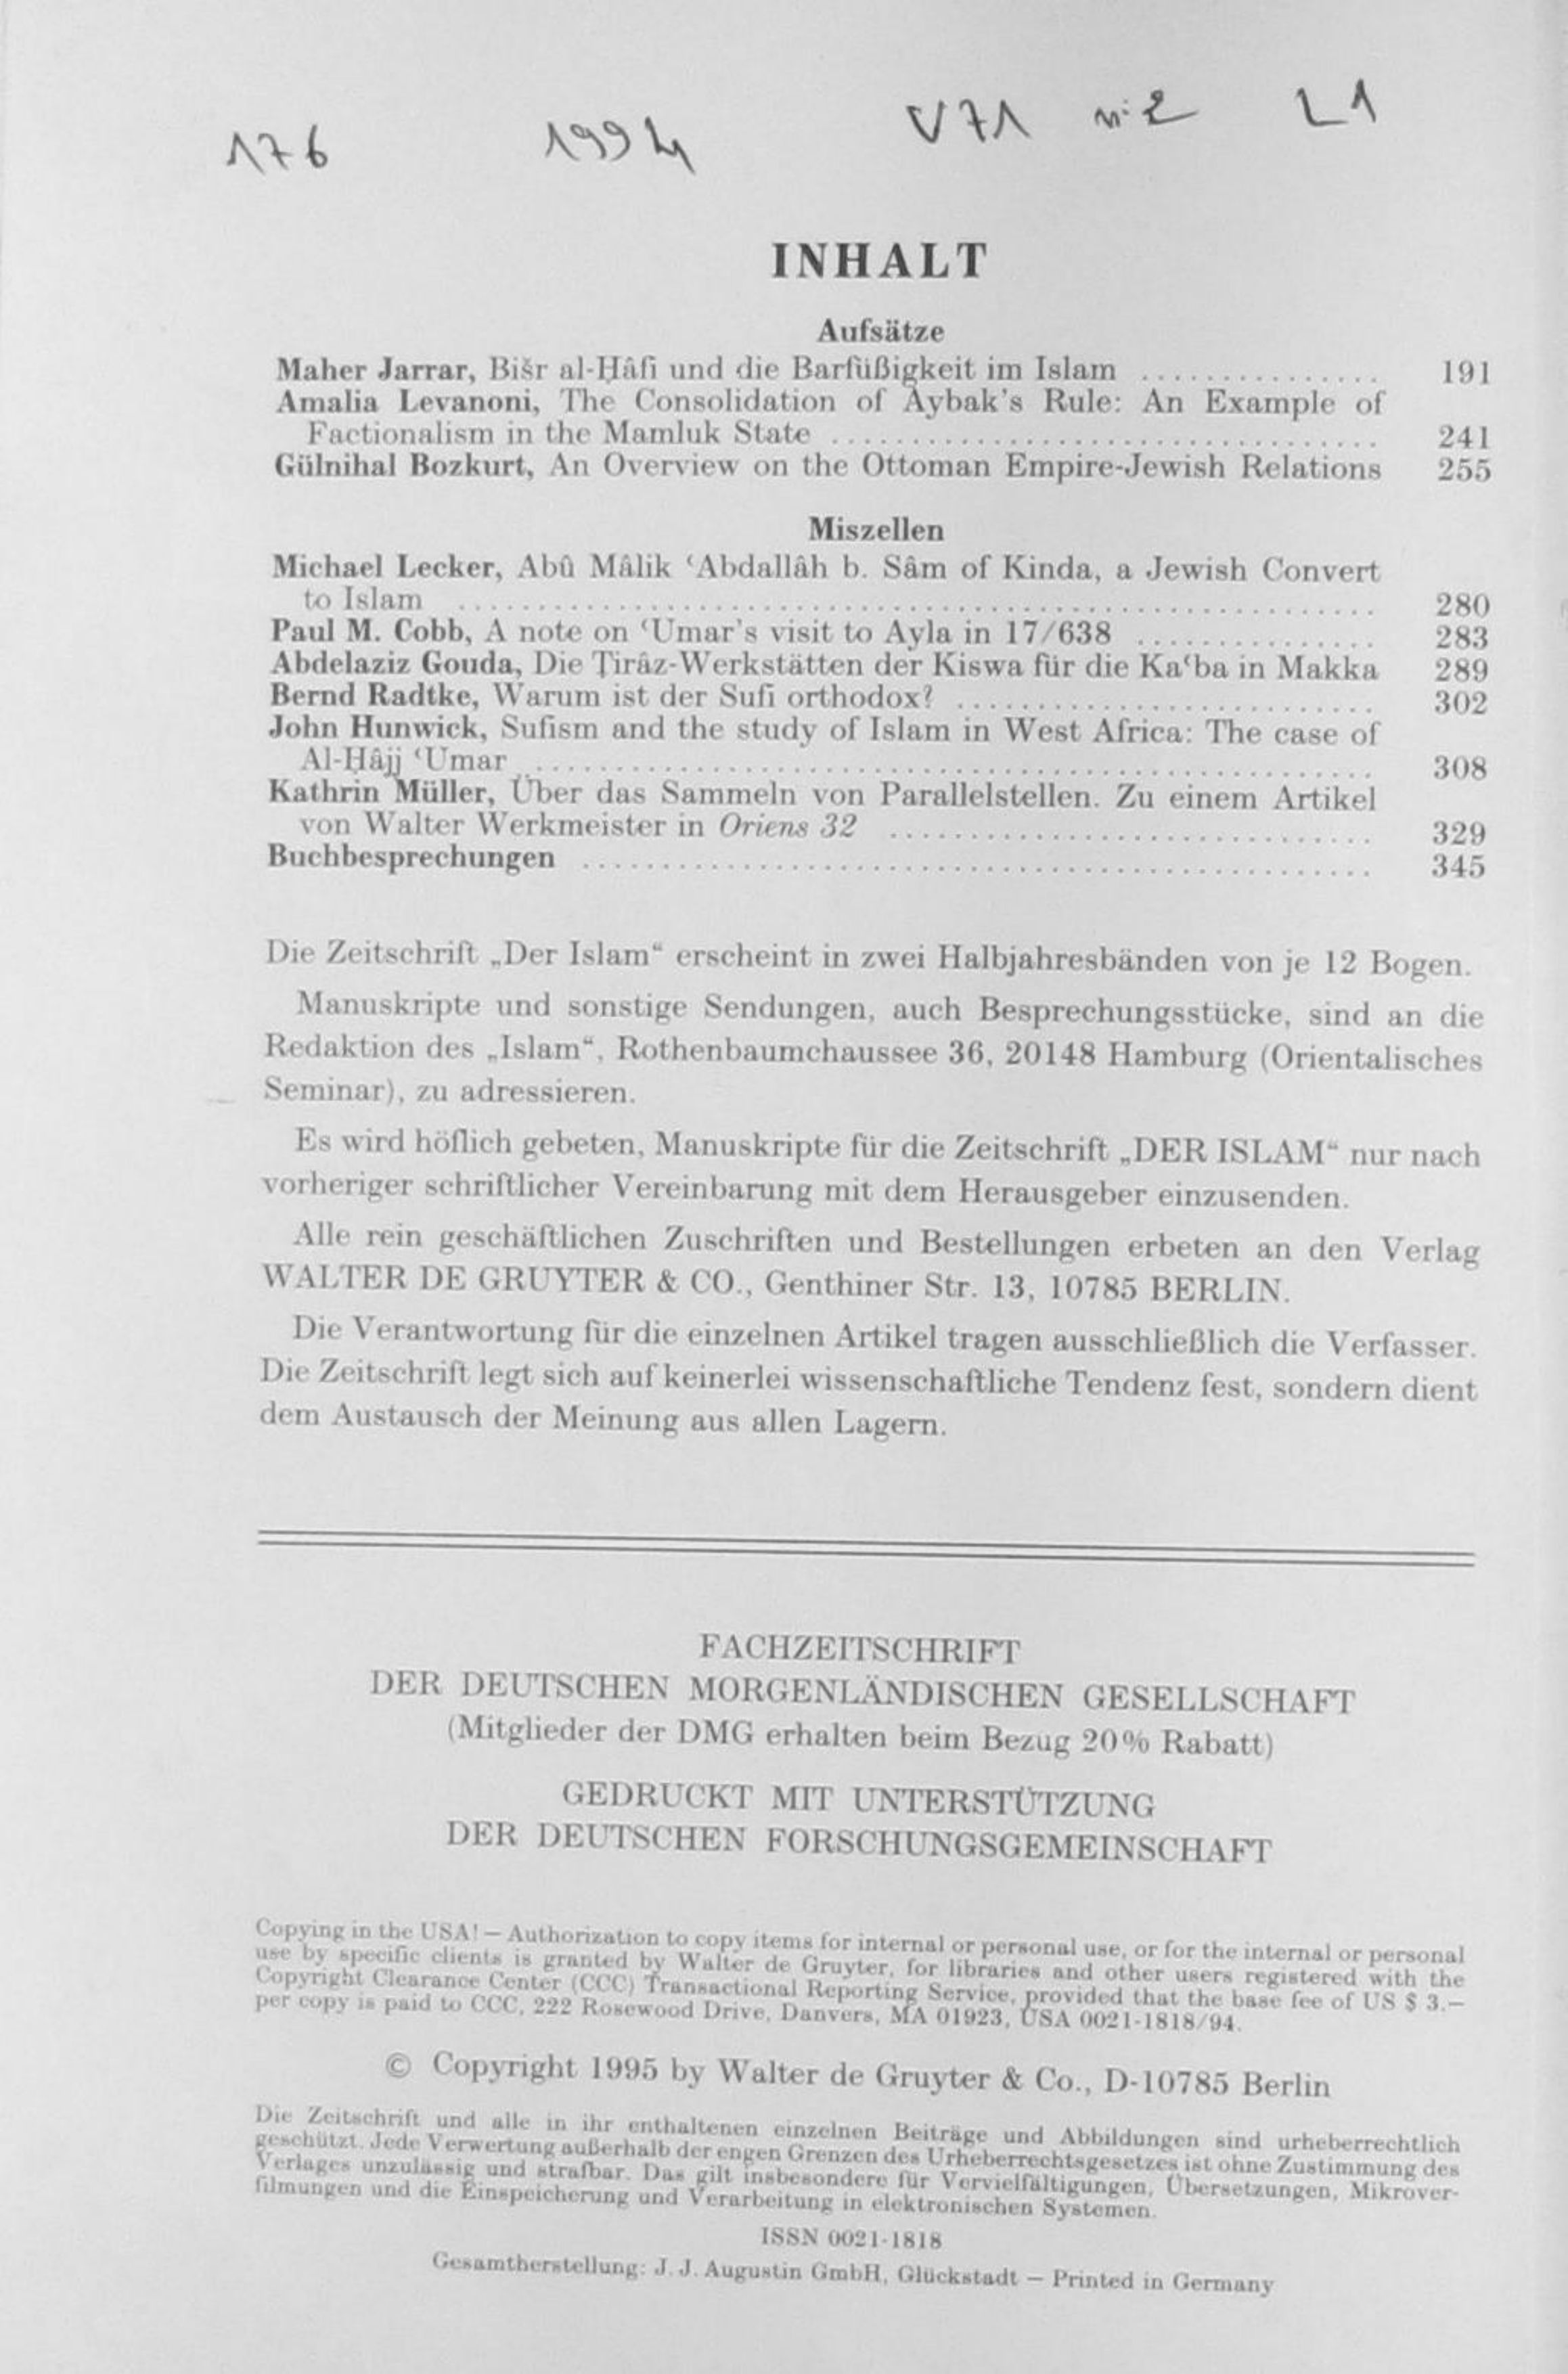 176 1994 V71 n:2 L1
INHALT
Aufsätze
Maher Jarrar, Bišr al-Ḥâfi und die Barfüßigkeit im Islam ............... 191
Amalia Levanoni, The Consolidation of Aybak's Rule: An Example of
Factionalism in the Mamluk State .................................. 241
Gülnihal Bozkurt, An Overview on the Ottoman Empire-Jewish Relations 255
Miszellen
Michael Lecker, Abû Mâlik ‘Abdallâh b. Sâm of Kinda, a Jewish Convert
to Islam .......................................................... 280
Paul M. Cobb, A note on ‘Umar's visit to Ayla in 17/638 ............... 283
Abdelaziz Gouda, Die Ṭirâz-Werkstätten der Kiswa für die Ka‘ba in Makka 289
Bernd Radtke, Warum ist der Sufi orthodox? .......................... 302
John Hunwick, Sufism and the study of Islam in West Africa: The case of
Al-Ḥâjj ‘Umar ..................................................... 308
Kathrin Müller, Über das Sammeln von Parallelstellen. Zu einem Artikel
von Walter Werkmeister in Oriens 32 ............................... 329
Buchbesprechungen .................................................. 345
Die Zeitschrift „Der Islam“ erscheint in zwei Halbjahresbänden von je 12 Bogen.
Manuskripte und sonstige Sendungen, auch Besprechungsstücke, sind an die
Redaktion des „Islam“, Rothenbaumchaussee 36, 20148 Hamburg (Orientalisches
Seminar), zu adressieren.
Es wird höflich gebeten, Manuskripte für die Zeitschrift „DER ISLAM“ nur nach
vorheriger schriftlicher Vereinbarung mit dem Herausgeber einzusenden.
Alle rein geschäftlichen Zuschriften und Bestellungen erbeten an den Verlag
WALTER DE GRUYTER & CO., Genthiner Str. 13, 10785 BERLIN.
Die Verantwortung für die einzelnen Artikel tragen ausschließlich die Verfasser.
Die Zeitschrift legt sich auf keinerlei wissenschaftliche Tendenz fest, sondern dient
dem Austausch der Meinung aus allen Lagern.
FACHZEITSCHRIFT
DER DEUTSCHEN MORGENLÄNDISCHEN GESELLSCHAFT
(Mitglieder der DMG erhalten beim Bezug 20% Rabatt)
GEDRUCKT MIT UNTERSTÜTZUNG
DER DEUTSCHEN FORSCHUNGSGEMEINSCHAFT
Copying in the USA! – Authorization to copy items for internal or personal use, or for the internal or personal
use by specific clients is granted by Walter de Gruyter, for libraries and other users registered with the
Copyright Clearance Center (CCC) Transactional Reporting Service, provided that the base fee of US $ 3.–
per copy is paid to CCC, 222 Rosewood Drive, Danvers, MA 01923, USA 0021-1818/94.
© Copyright 1995 by Walter de Gruyter & Co., D-10785 Berlin
Die Zeitschrift und alle in ihr enthaltenen einzelnen Beiträge und Abbildungen sind urheberrechtlich
geschützt. Jede Verwertung außerhalb der engen Grenzen des Urheberrechtsgesetzes ist ohne Zustimmung des
Verlages unzulässig und strafbar. Das gilt insbesondere für Vervielfältigungen, Übersetzungen, Mikrover-
filmungen und die Einspeicherung und Verarbeitung in elektronischen Systemen.
ISSN 0021-1818
Gesamtherstellung: J. J. Augustin GmbH, Glückstadt – Printed in Germany